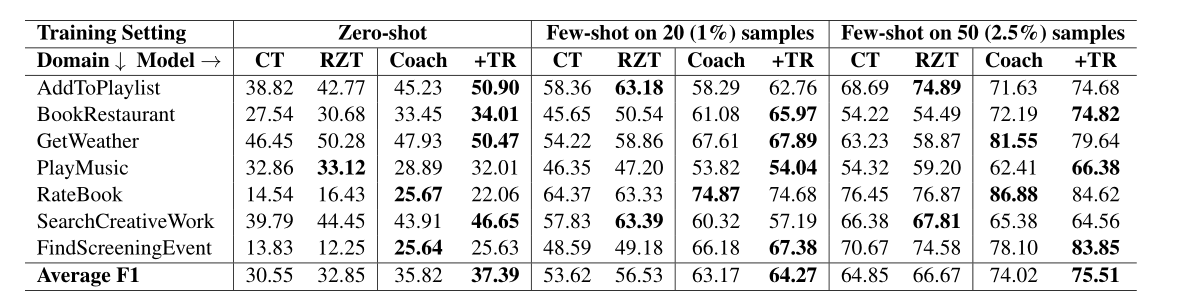 Training Setting Zero-shot Few-shot on 20 (1%) samples Few-shot on 50 (2.5%) samples
Domain ↓ Model → CT RZT Coach +TR CT RZT Coach +TR CT RZT Coach +TR
AddToPlaylist 38.82 42.77 45.23 50.90 58.36 63.18 58.29 62.76 68.69 74.89 71.63 74.68
BookRestaurant 27.54 30.68 33.45 34.01 45.65 50.54 61.08 65.97 54.22 54.49 72.19 74.82
GetWeather 46.45 50.28 47.93 50.47 54.22 58.86 67.61 67.89 63.23 58.87 81.55 79.64
PlayMusic 32.86 33.12 28.89 32.01 46.35 47.20 53.82 54.04 54.32 59.20 62.41 66.38
RateBook 14.54 16.43 25.67 22.06 64.37 63.33 74.87 74.68 76.45 76.87 86.88 84.62
SearchCreativeWork 39.79 44.45 43.91 46.65 57.83 63.39 60.32 57.19 66.38 67.81 65.38 64.56
FindScreeningEvent 13.83 12.25 25.64 25.63 48.59 49.18 66.18 67.38 70.67 74.58 78.10 83.85
Average F1 30.55 32.85 35.82 37.39 53.62 56.53 63.17 64.27 64.85 66.67 74.02 75.51